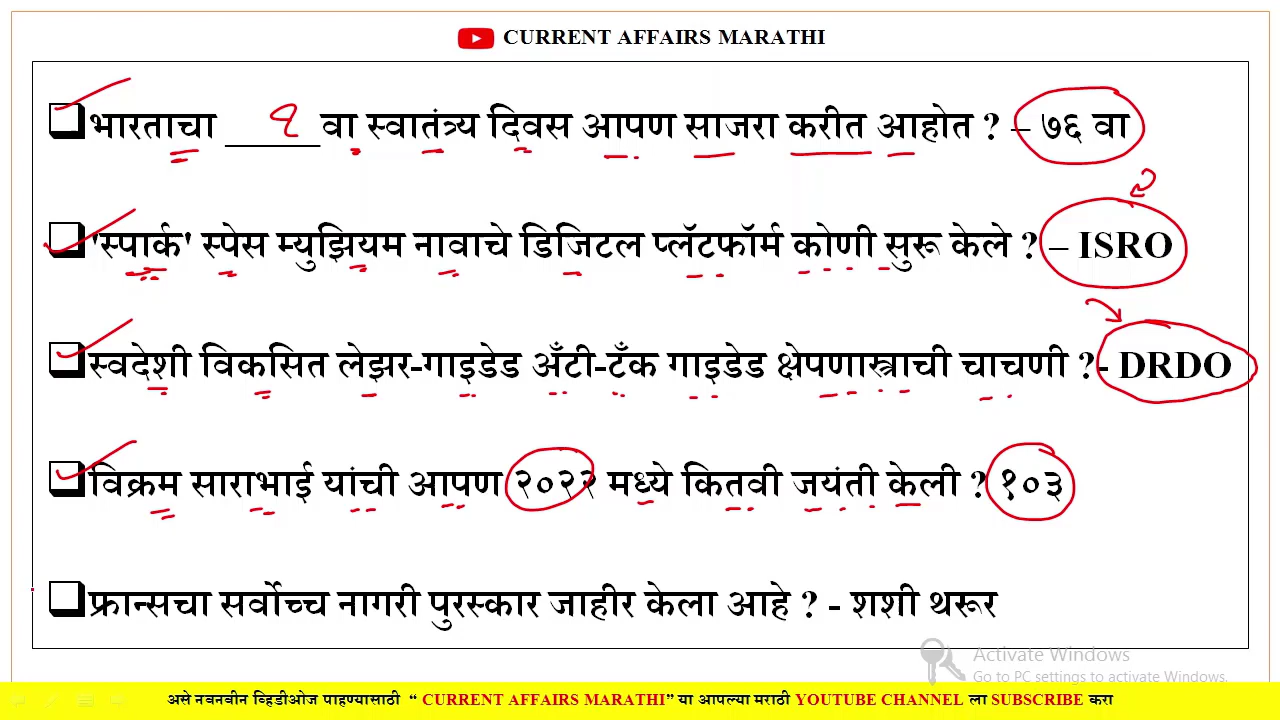 CURRENT AFFAIRS MARATHI
भारताचा ______ वा स्वातंत्र्य दिवस आपण साजरा करीत आहोत ? – ७६ वा
'स्पार्क' स्पेस म्युझियम नावाचे डिजिटल प्लॅटफॉर्म कोणी सुरू केले ? – ISRO
स्वदेशी विकसित लेझर-गाइडेड अँटी-टँक गाइडेड क्षेपणास्त्राची चाचणी ?- DRDO
विक्रम साराभाई यांची आपण २०२२ मध्ये कितवी जयंती केली ? १०३
फ्रान्सचा सर्वोच्च नागरी पुरस्कार जाहीर केला आहे ? - शशी थरूर
Activate Windows
Go to PC settings to activate Windows.
असे नवनवीन व्हिडीओज पाहण्यासाठी “ CURRENT AFFAIRS MARATHI” या आपल्या मराठी YOUTUBE CHANNEL ला SUBSCRIBE करा